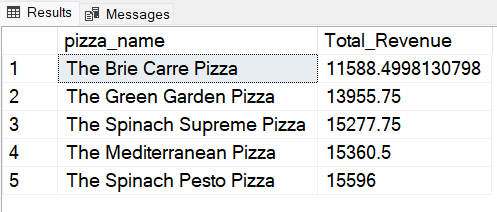 Results Messages
pizza_name Total_Revenue
1 The Brie Carre Pizza 11588.4998130798
2 The Green Garden Pizza 13955.75
3 The Spinach Supreme Pizza 15277.75
4 The Mediterranean Pizza 15360.5
5 The Spinach Pesto Pizza 15596